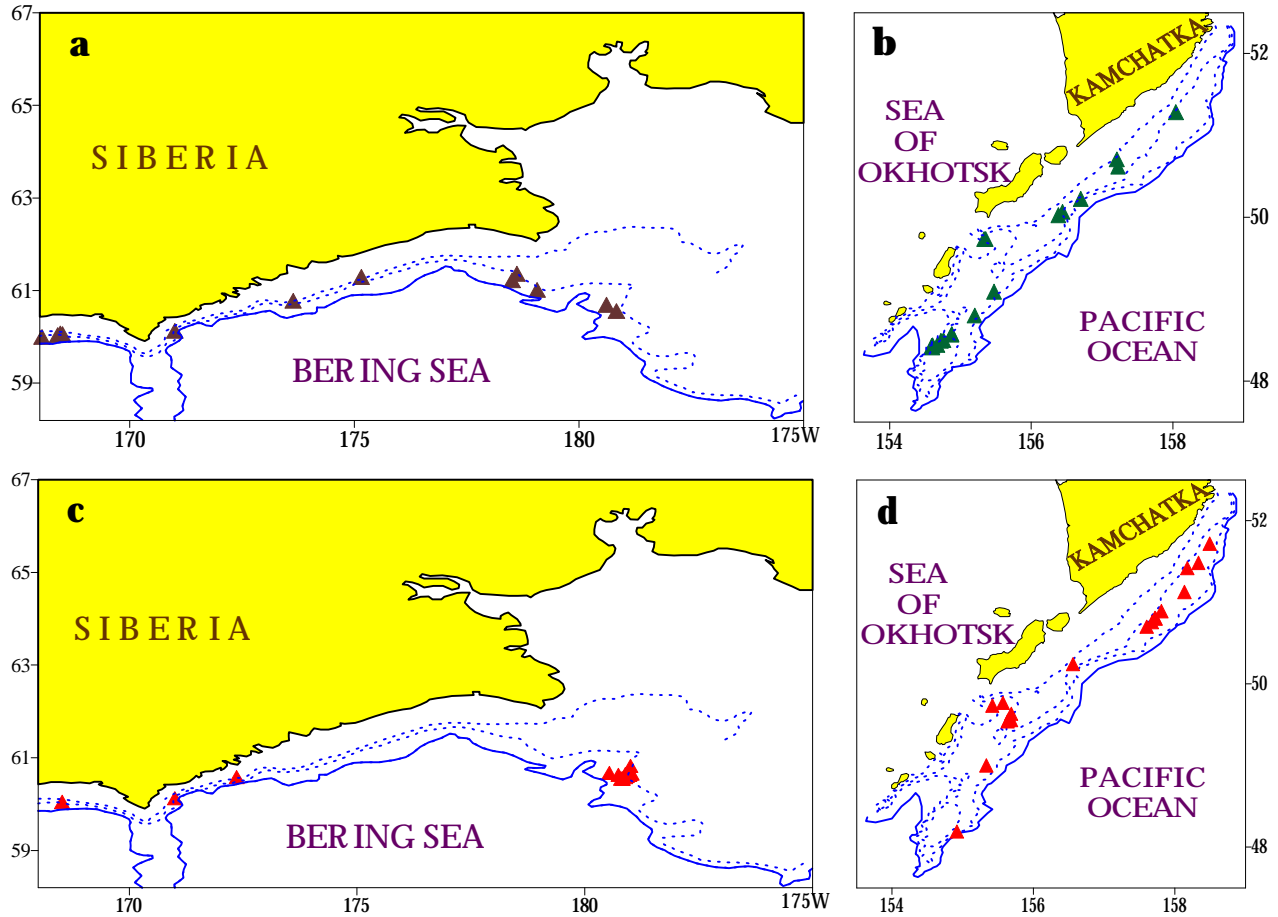 67
65
63
61
59
a
SIBERIA
BERING SEA
170
175
180
175W
b
KAMCHATKA
SEA
OF
OKHOTSK
PACIFIC
OCEAN
52
50
48
154
156
158
67
65
63
61
59
c
SIBERIA
BERING SEA
170
175
180
175W
d
KAMCHATKA
SEA
OF
OKHOTSK
PACIFIC
OCEAN
52
50
48
154
156
158